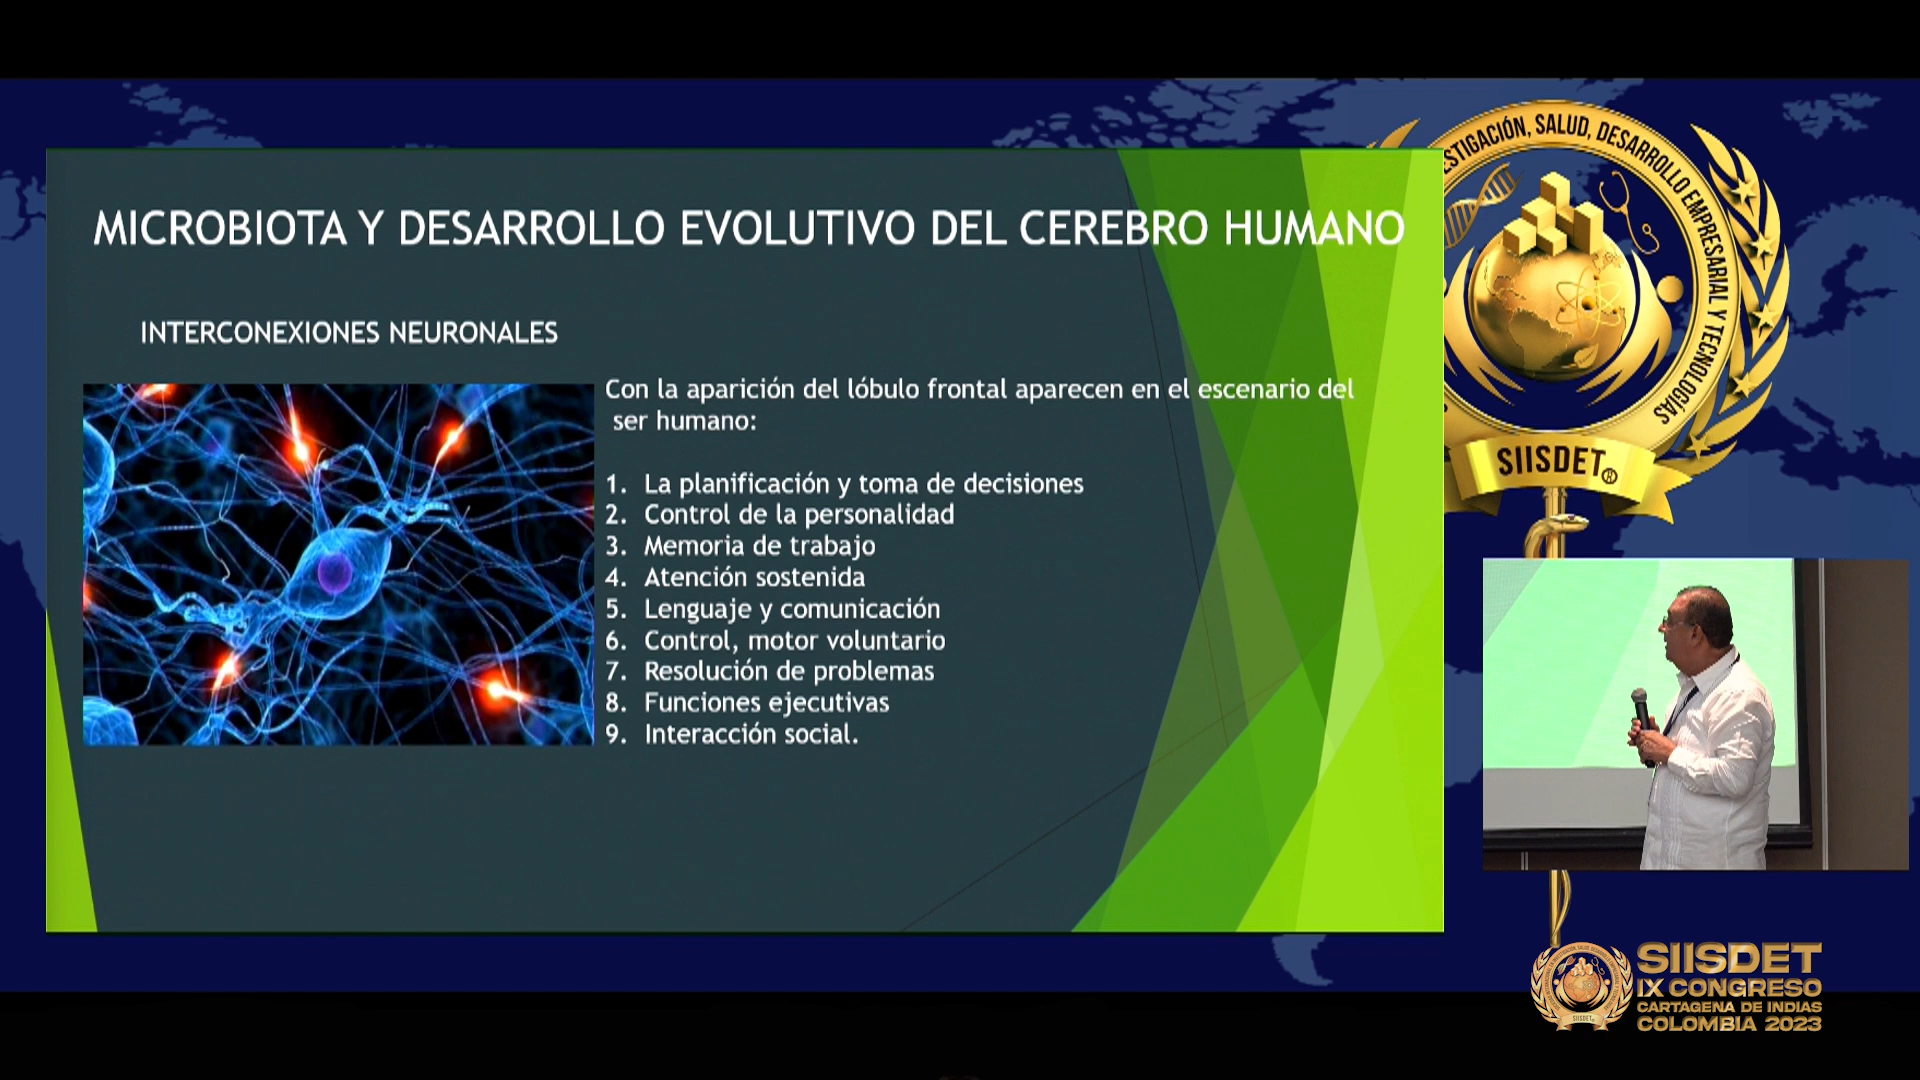 MICROBIOTA Y DESARROLLO EVOLUTIVO DEL CEREBRO HUMANO
INTERCONEXIONES NEURONALES
Con la aparición del lóbulo frontal aparecen en el escenario del
ser humano:
1. La planificación y toma de decisiones
2. Control de la personalidad
3. Memoria de trabajo
4. Atención sostenida
5. Lenguaje y comunicación
6. Control, motor voluntario
7. Resolución de problemas
8. Funciones ejecutivas
9. Interacción social.
SALUD, DESARROLLO EMPRESARIAL Y TECNOLOGÍAS
SIISDET®
SIISDET
IX CONGRESO
CARTAGENA DE INDIAS
COLOMBIA 2023